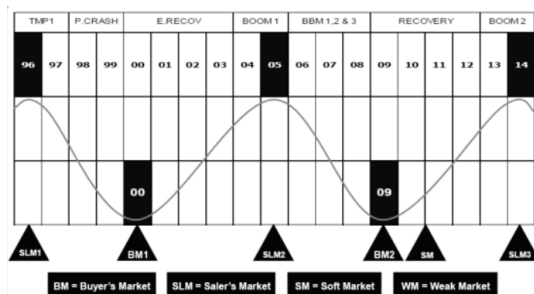 TMP1 P.CRASH E.RECOV BOOM 1 BBM 1,2 & 3 RECOVERY BOOM 2
96 97 98 99 00 01 02 03 04 05 06 07 08 09 10 11 12 13 14
00 09
SLM1 BM1 SLM2 BM2 SM SLM3
BM = Buyer's Market SLM = Saler's Market SM = Soft Market WM = Weak Market